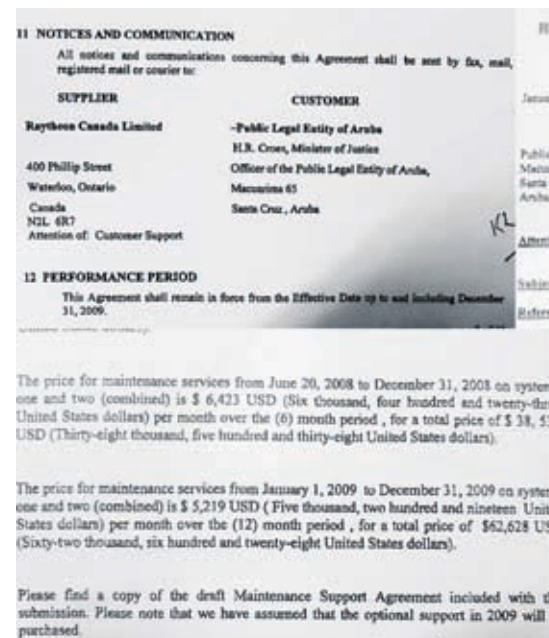 11 NOTICES AND COMMUNICATION
All notices and communications concerning this Agreement shall be sent by fax, mail,
registered mail or courier to:
SUPPLIER
CUSTOMER
Raytheon Canada Limited
-Public Legal Entity of Aruba
H.R. Croes, Minister of Justice
400 Phillip Street
Officer of the Public Legal Entity of Aruba,
Waterloo, Ontario
Macuarima 65
Canada
Santa Cruz, Aruba
N2L 6R7
Attention of: Customer Support
12 PERFORMANCE PERIOD
This Agreement shall remain in force from the Effective Date up to and including December
31, 2009.
The price for maintenance services from June 20, 2008 to December 31, 2008 on system
one and two (combined) is $ 6,423 USD (Six thousand, four hundred and twenty-thr
United States dollars) per month over the (6) month period , for a total price of $ 38, 5
USD (Thirty-eight thousand, five hundred and thirty-eight United States dollars).
The price for maintenance services from January 1, 2009 to December 31, 2009 on system
one and two (combined) is $ 5,219 USD ( Five thousand, two hundred and nineteen Unit
States dollars) per month over the (12) month period , for a total price of $62,628 US
(Sixty-two thousand, six hundred and twenty-eight United States dollars).
Please find a copy of the draft Maintenance Support Agreement included with t
submission. Please note that we have assumed that the optional support in 2009 will
purchased.